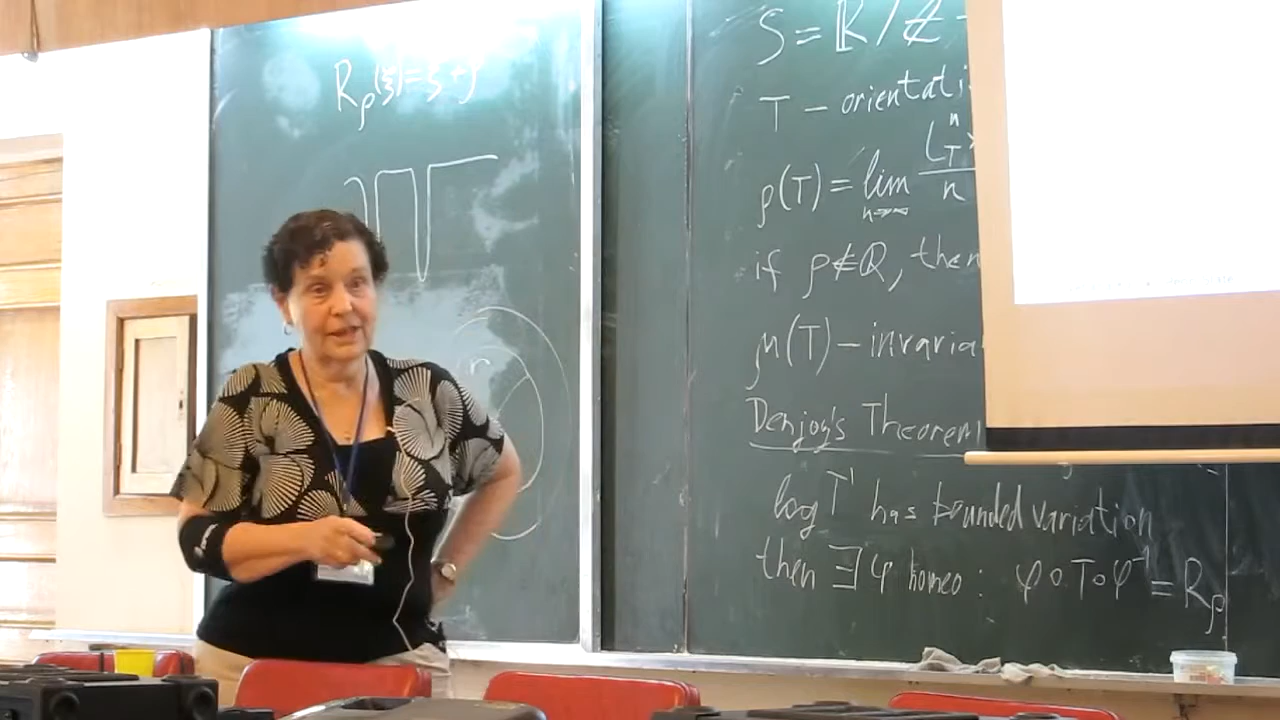 R_ρ(ξ)=ξ+ρ
S = ℝ/ℤ -
T - orientati
ρ(T) = lim n→∞ L_T^n x / n
if ρ∉Q, then
μ(T) - invaria
Denjoy's Theorem
log T' has bounded variation
then ∃ φ homeo : φ∘T∘φ⁻¹ = R_ρ